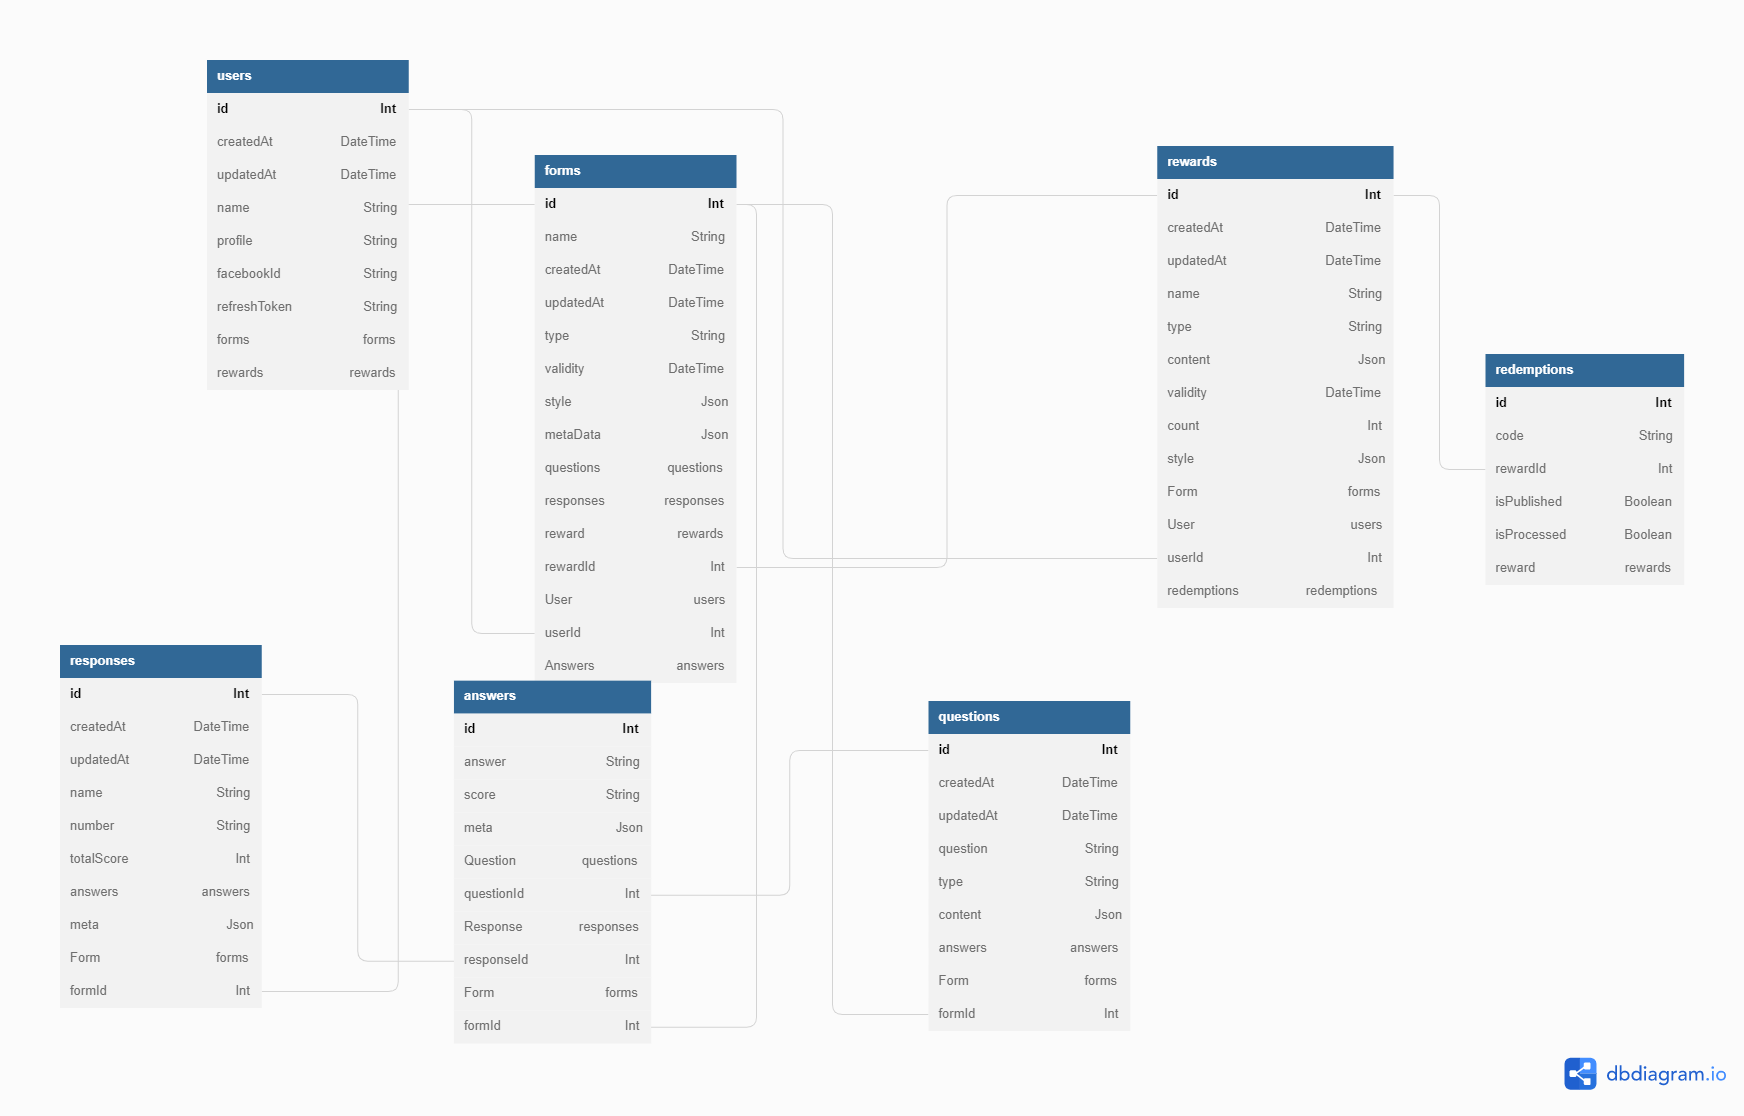 users
id Int
createdAt DateTime
updatedAt DateTime
name String
profile String
facebookId String
refreshToken String
forms forms
rewards rewards
forms
id Int
name String
createdAt DateTime
updatedAt DateTime
type String
validity DateTime
style Json
metaData Json
questions questions
responses responses
reward rewards
rewardId Int
User users
userId Int
Answers answers
rewards
id Int
createdAt DateTime
updatedAt DateTime
name String
type String
content Json
validity DateTime
count Int
style Json
Form forms
User users
userId Int
redemptions redemptions
redemptions
id Int
code String
rewardId Int
isPublished Boolean
isProcessed Boolean
reward rewards
responses
id Int
createdAt DateTime
updatedAt DateTime
name String
number String
totalScore Int
answers answers
meta Json
Form forms
formId Int
answers
id Int
answer String
score String
meta Json
Question questions
questionId Int
Response responses
responseId Int
Form forms
formId Int
questions
id Int
createdAt DateTime
updatedAt DateTime
question String
type String
content Json
answers answers
Form forms
formId Int
dbdiagram.io